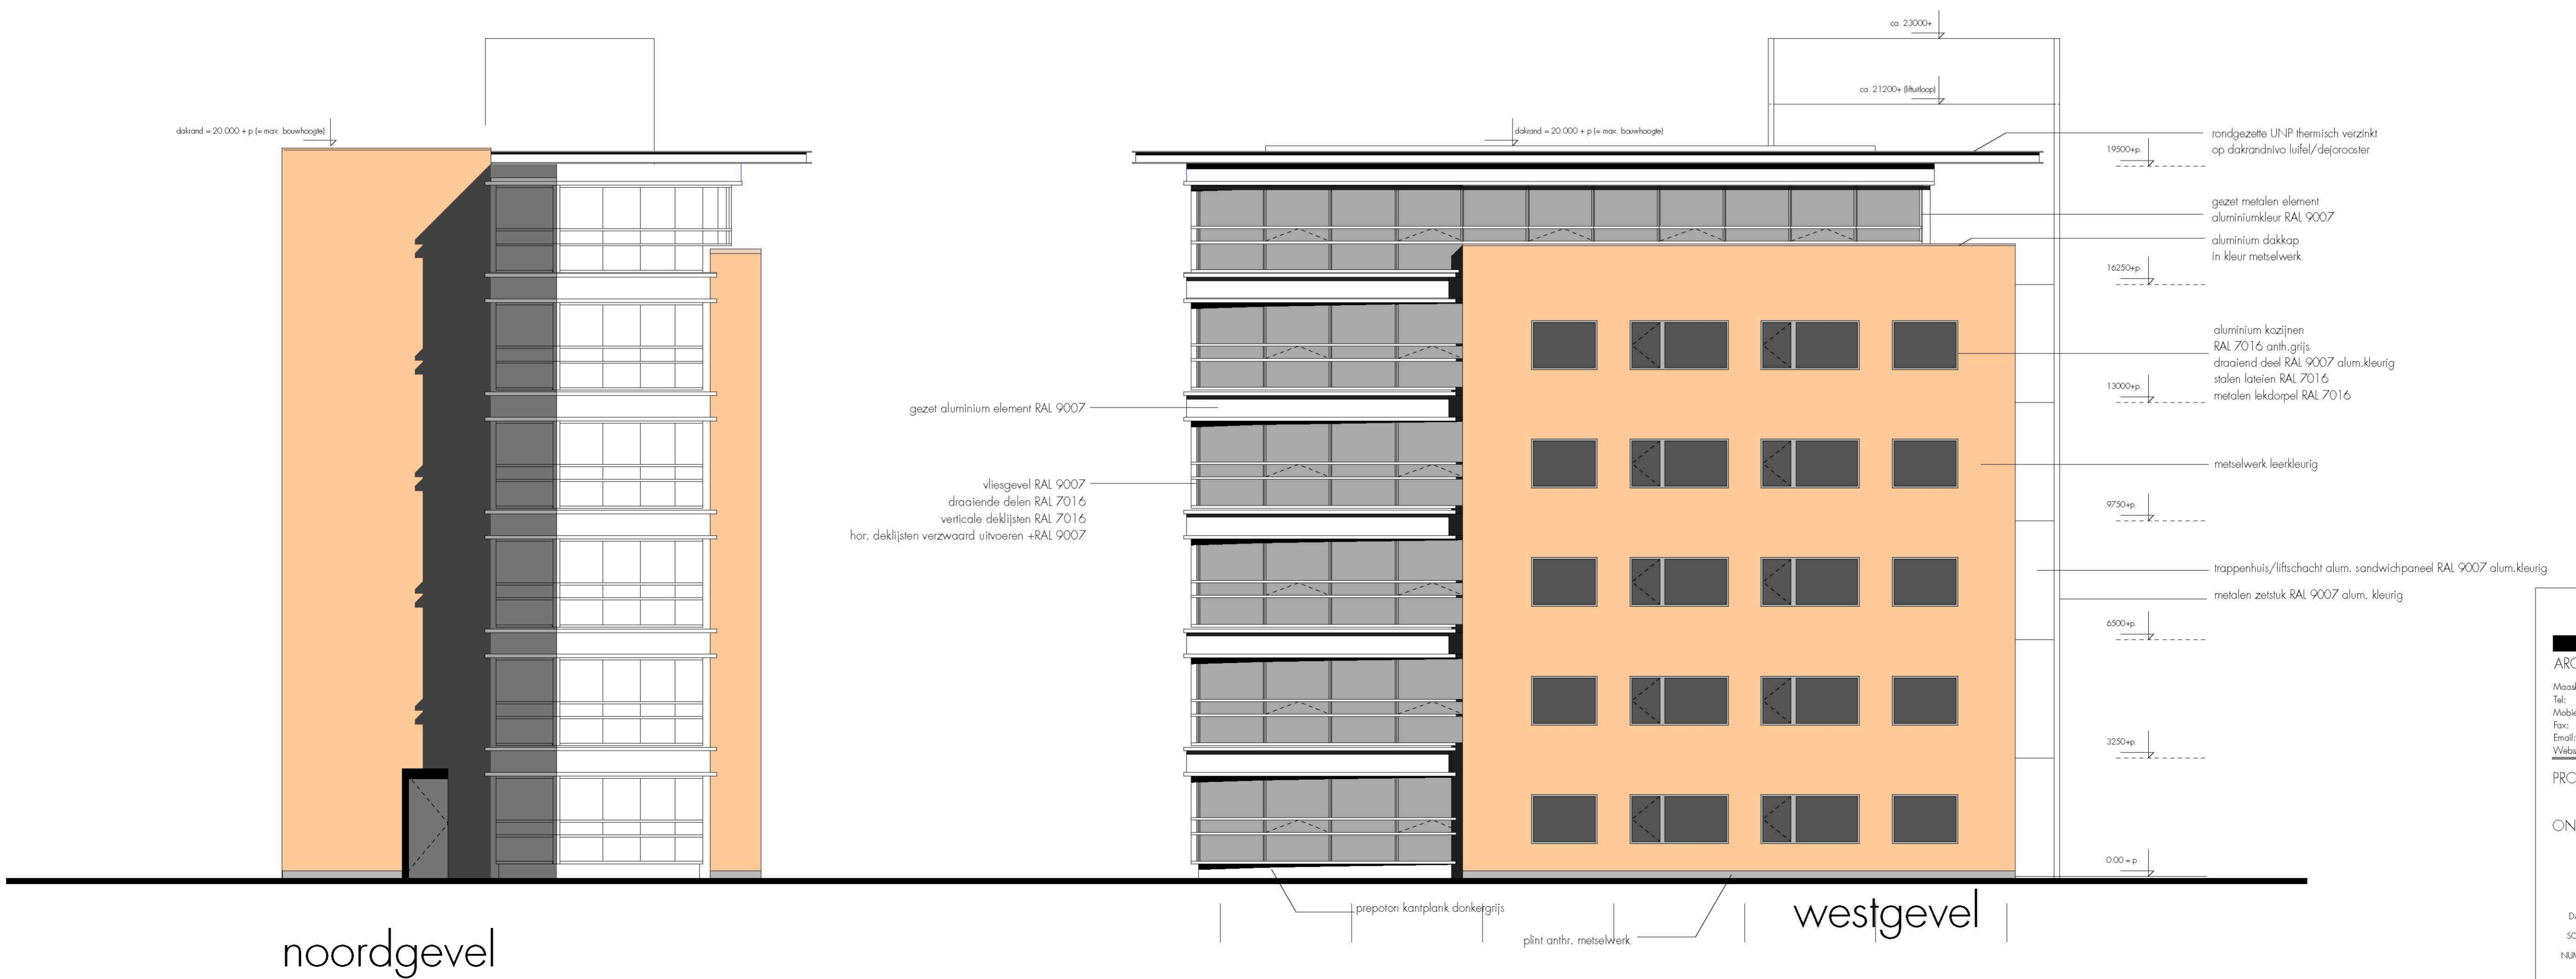 ca. 23000+
ca. 21200+ (liftuitloop)
dakrand = 20.000 + p (= max. bouwhoogte)
dakrand = 20.000 + p (= max. bouwhoogte)
rondgezette UNP thermisch verzinkt
op dakrandnivo luifel/dejorooster
19500+p.
gezet metalen element
aluminiumkleur RAL 9007
aluminium dakkap
in kleur metselwerk
16250+p.
aluminium kozijnen
RAL 7016 anth.grijs
draaiend deel RAL 9007 alum.kleurig
stalen lateien RAL 7016
metalen lekdorpel RAL 7016
13000+p.
gezet aluminium element RAL 9007
metselwerk leerkleurig
vliesgevel RAL 9007
draaiende delen RAL 7016
verticale deklijsten RAL 7016
hor. deklijsten verzwaard uitvoeren +RAL 9007
9750+p.
trappenhuis/liftschacht alum. sandwichpaneel RAL 9007 alum.kleurig
metalen zetstuk RAL 9007 alum. kleurig
6500+p.
3250+p.
0.00 = p
prepoton kantplank donkergrijs
plint anthr. metselwerk
westgevel
noordgevel
Tel:
Fax:
Email: